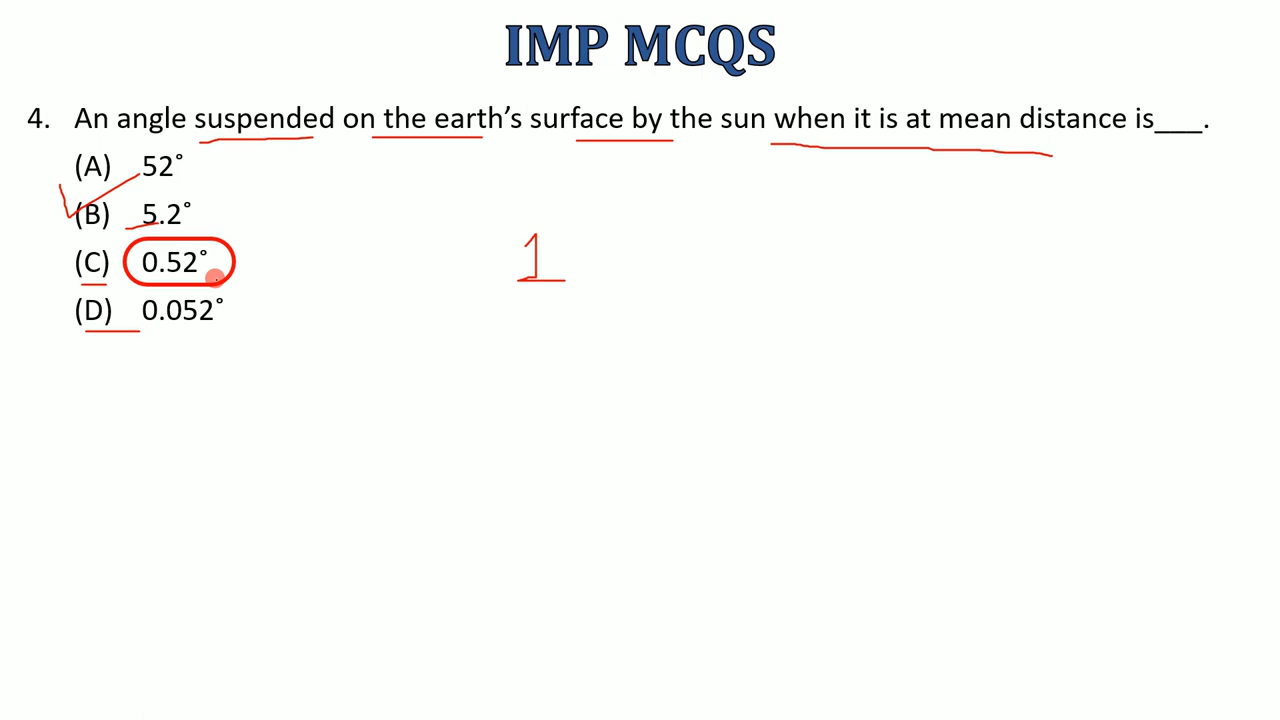 IMP MCQS
4. An angle suspended on the earth’s surface by the sun when it is at mean distance is___.
(A) 52˚
(B) 5.2˚
(C) 0.52˚
1
(D) 0.052˚